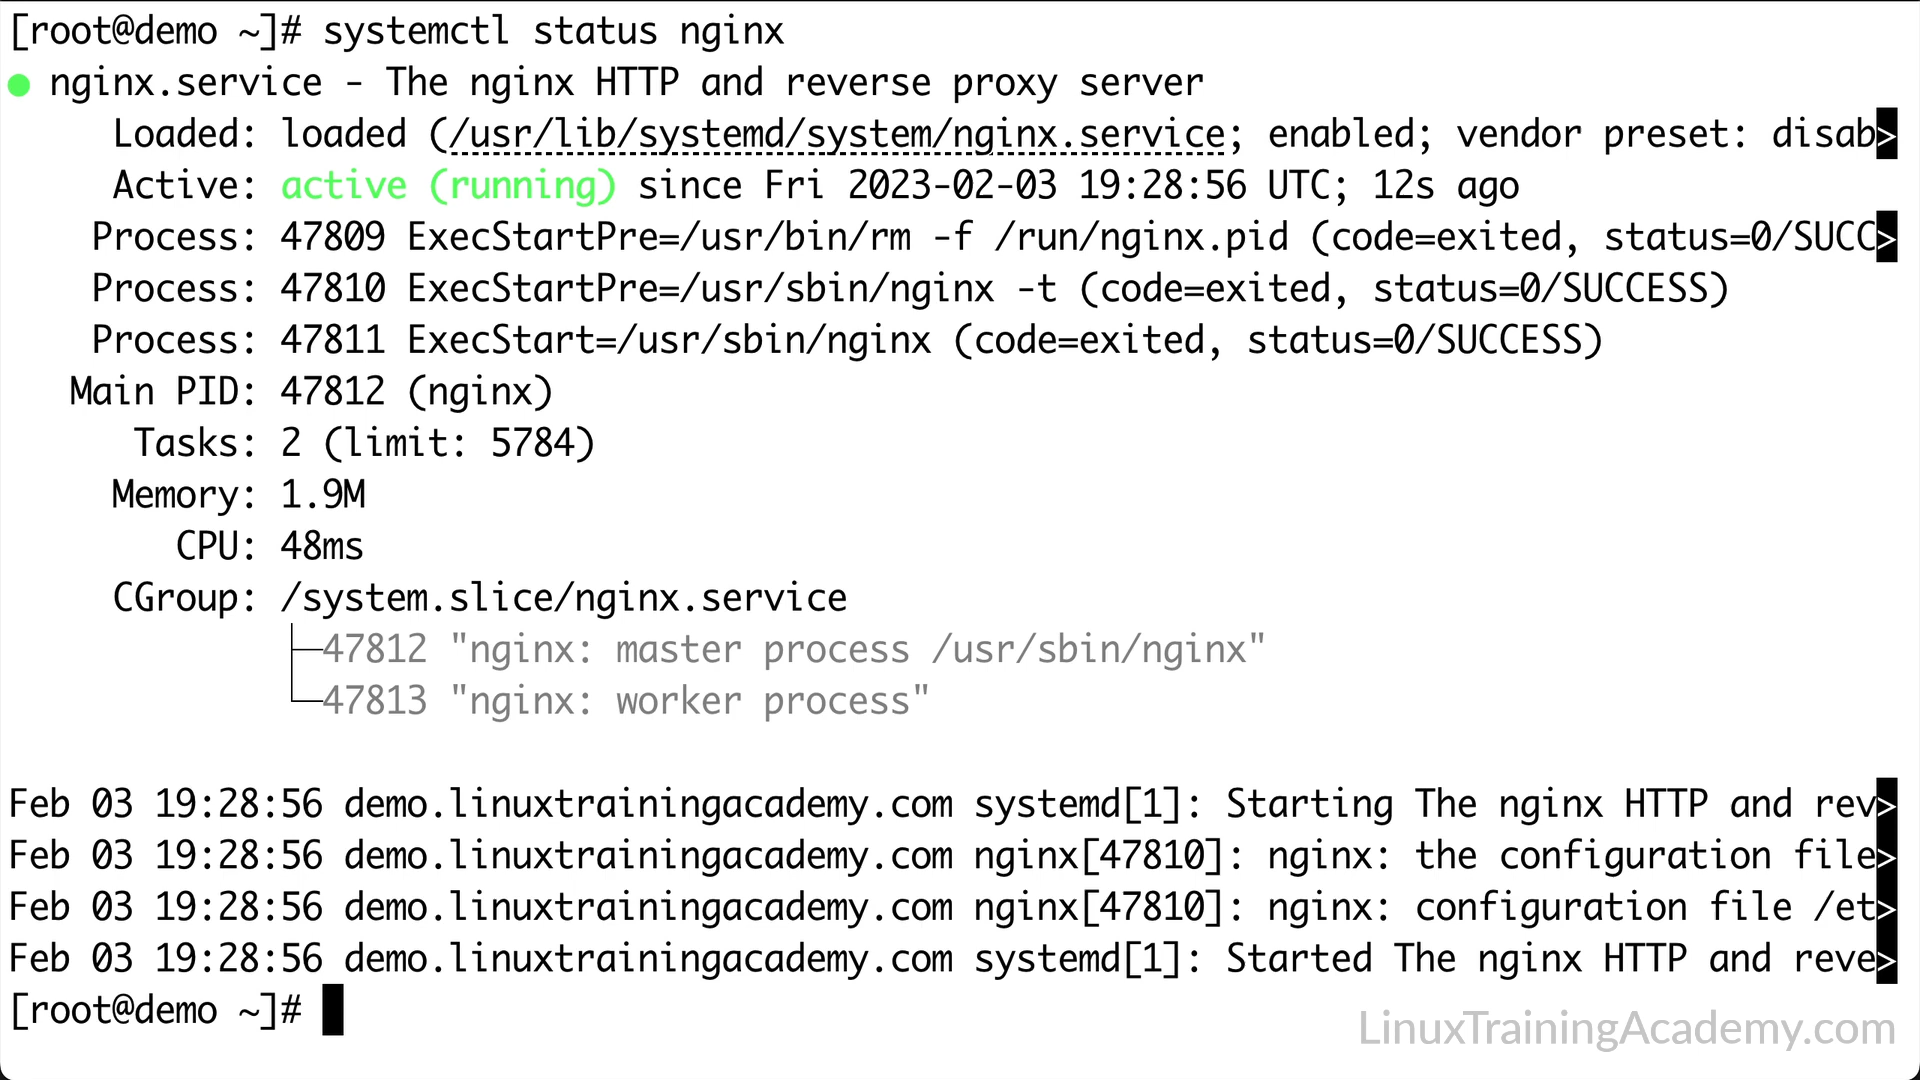 [root@demo ~]# systemctl status nginx
● nginx.service - The nginx HTTP and reverse proxy server
     Loaded: loaded (/usr/lib/systemd/system/nginx.service; enabled; vendor preset: disab>
     Active: active (running) since Fri 2023-02-03 19:28:56 UTC; 12s ago
    Process: 47809 ExecStartPre=/usr/bin/rm -f /run/nginx.pid (code=exited, status=0/SUCC>
    Process: 47810 ExecStartPre=/usr/sbin/nginx -t (code=exited, status=0/SUCCESS)
    Process: 47811 ExecStart=/usr/sbin/nginx (code=exited, status=0/SUCCESS)
   Main PID: 47812 (nginx)
      Tasks: 2 (limit: 5784)
     Memory: 1.9M
        CPU: 48ms
     CGroup: /system.slice/nginx.service
             ├─47812 "nginx: master process /usr/sbin/nginx"
             └─47813 "nginx: worker process"
Feb 03 19:28:56 demo.linuxtrainingacademy.com systemd[1]: Starting The nginx HTTP and rev>
Feb 03 19:28:56 demo.linuxtrainingacademy.com nginx[47810]: nginx: the configuration file>
Feb 03 19:28:56 demo.linuxtrainingacademy.com nginx[47810]: nginx: configuration file /et>
Feb 03 19:28:56 demo.linuxtrainingacademy.com systemd[1]: Started The nginx HTTP and reve>
[root@demo ~]#
LinuxTrainingAcademy.com